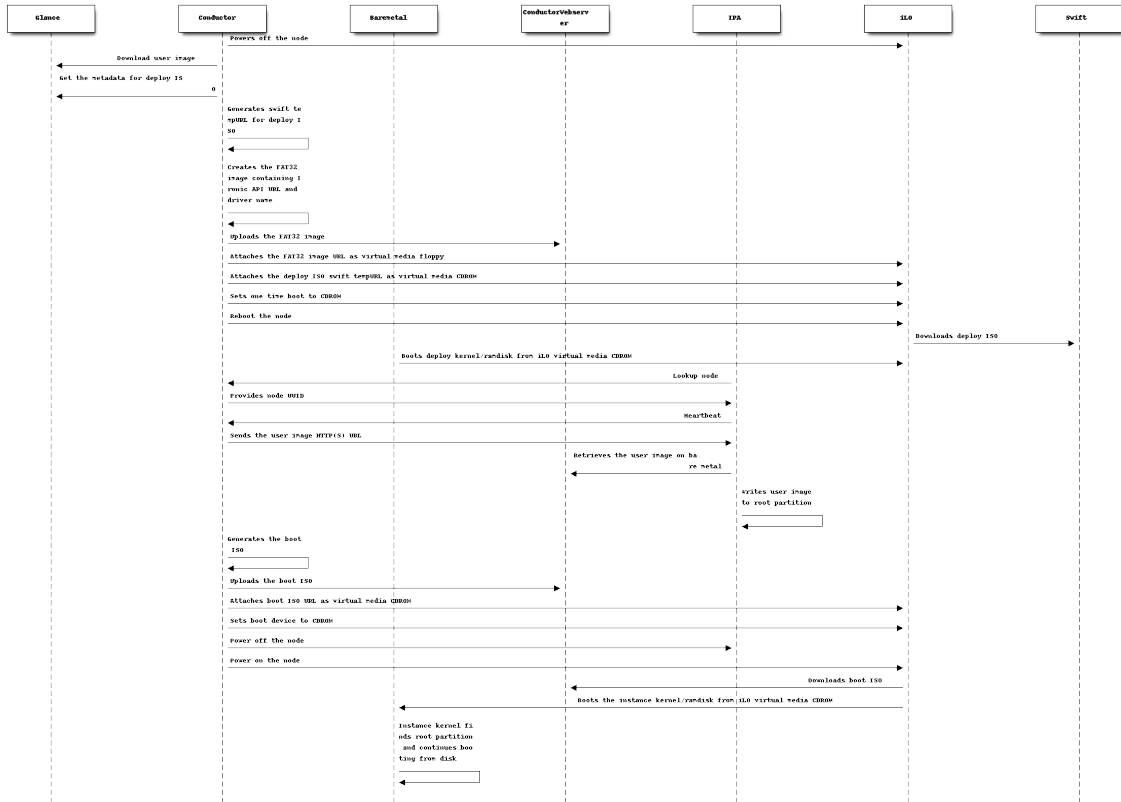 Glance
Conductor
Baremetal
ConductorWebserv
er
IPA
iLO
Swift
Powers off the node
Download user image
Get the metadata for deploy IS
O
Generates swift te
mpURL for deploy I
SO
Creates the FAT32
image containing I
ronic API URL and
driver name
Uploads the FAT32 image
Attaches the FAT32 image URL as virtual media floppy
Attaches the deploy ISO swift tempURL as virtual media CDROM
Sets one time boot to CDROM
Reboot the node
Downloads deploy ISO
Boots deploy kernel/ramdisk from iLO virtual media CDROM
Lookup node
Provides node UUID
Heartbeat
Sends the user image HTTP(S) URL
Retrieves the user image on ba
re metal
Writes user image
to root partition
Generates the boot
ISO
Uploads the boot ISO
Attaches boot ISO URL as virtual media CDROM
Sets boot device to CDROM
Power off the node
Power on the node
Downloads boot ISO
Boots the instance kernel/ramdisk from iLO virtual media CDROM
Instance kernel fi
nds root partition
and continues boo
ting from disk